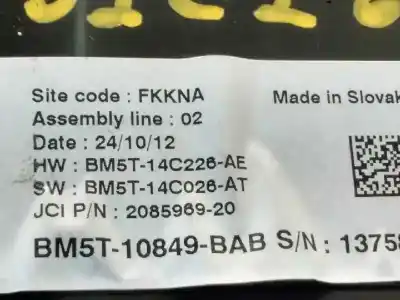 Site code : FKKNA
Made in Slovak
Assembly line : 02
Date : 24/10/12
HW : BM5T-14C226-AE
SW : BM5T-14C026-AT
JCI P/N : 2085969-20
BM5T-10849-BAB S/N : 13758